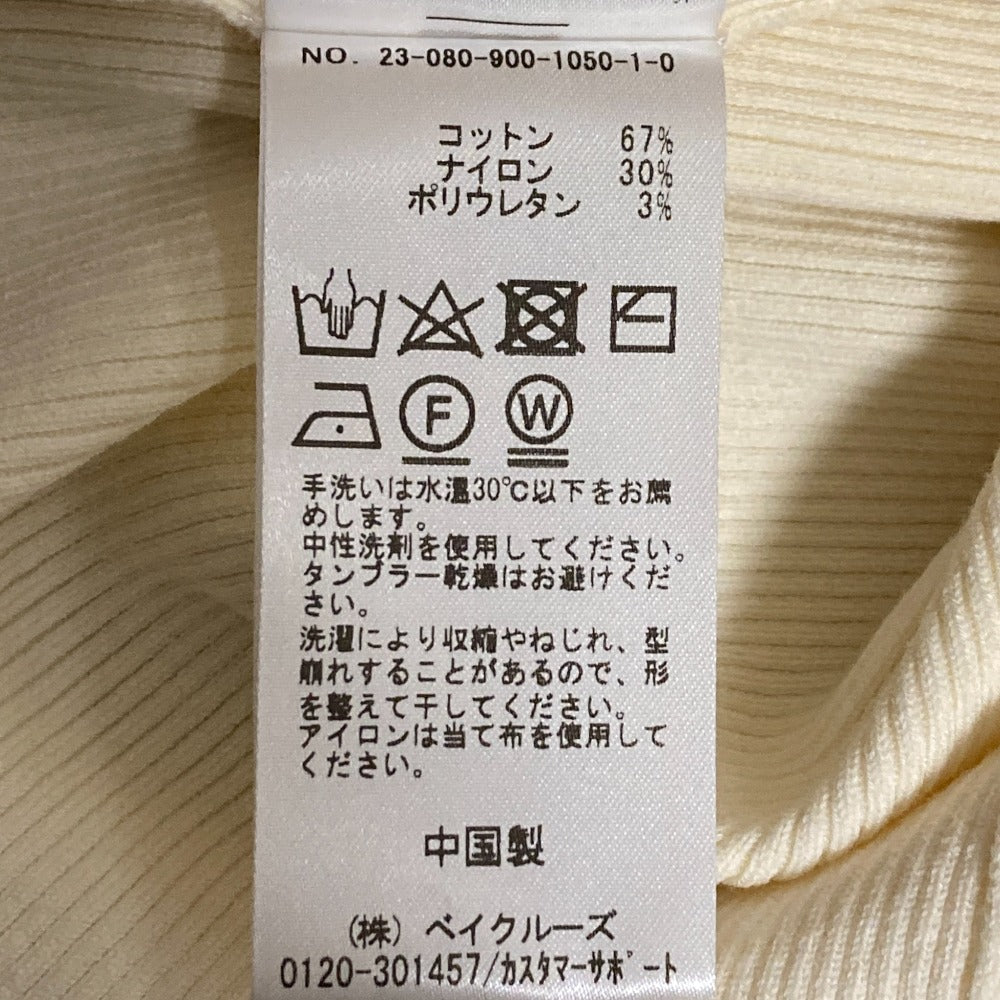 NO. 23-080-900-1050-1-0
コットン 67%
ナイロン 30%
ポリウレタン 3%
F W
手洗いは水温30℃以下をお薦
めします。
中性洗剤を使用してください。
タンブラー乾燥はお避けくだ
さい。
洗濯により収縮やねじれ、型
崩れすることがあるので、形
を整えて干してください。
アイロンは当て布を使用して
ください。
中国製
(株) ベイクルーズ
0120-301457/カスタマーサポート